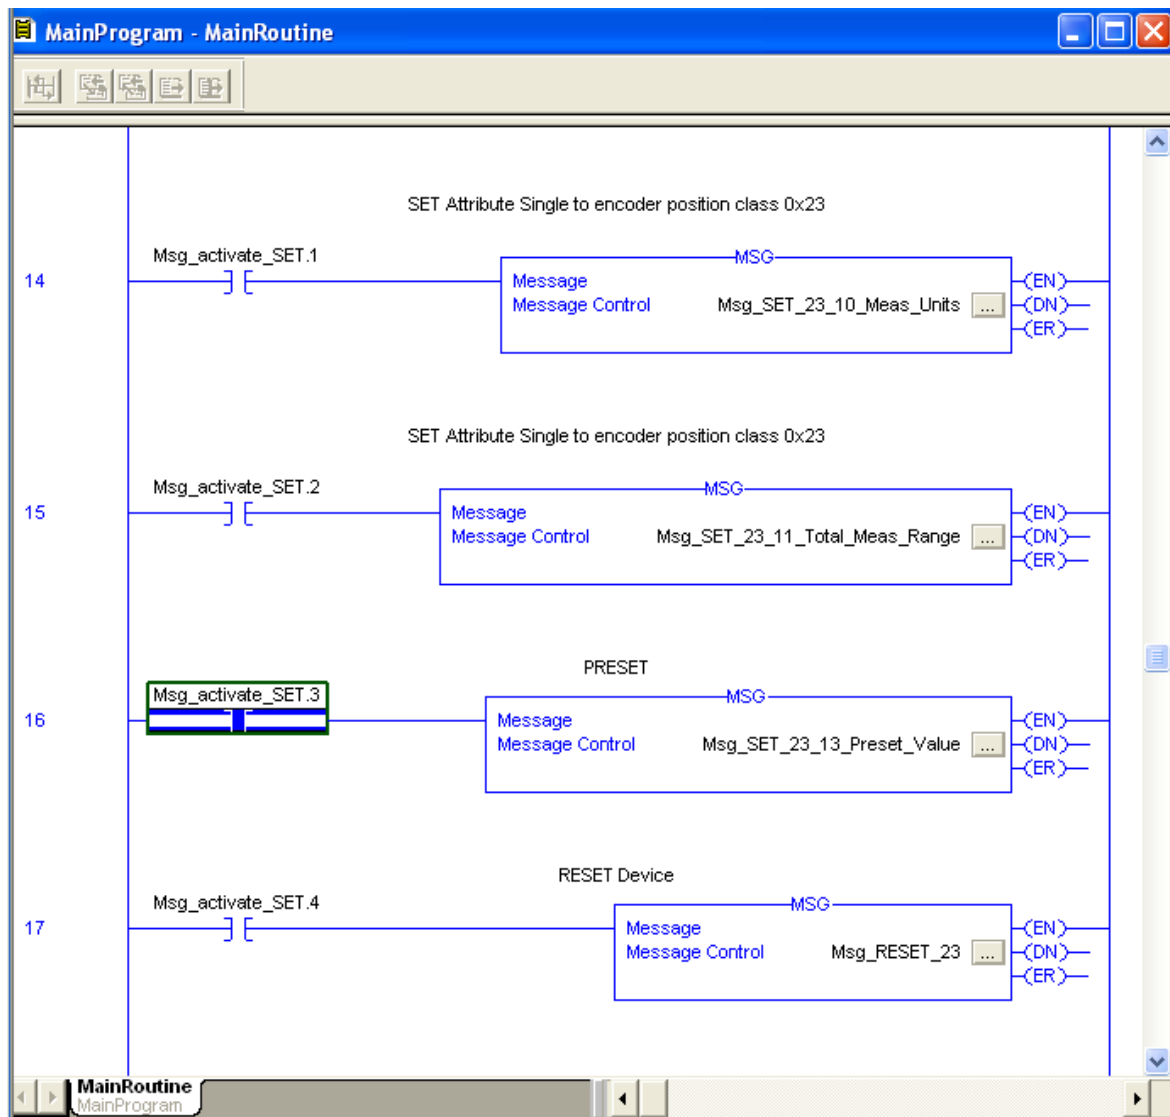 MainProgram - MainRoutine
SET Attribute Single to encoder position class 0x23
Msg_activate_SET.1
MSG
14
Message
(EN)
Message Control
Msg_SET_23_10_Meas_Units
...
(DN)
(ER)
SET Attribute Single to encoder position class 0x23
Msg_activate_SET.2
MSG
15
Message
(EN)
Message Control
Msg_SET_23_11_Total_Meas_Range
...
(DN)
(ER)
PRESET
Msg_activate_SET.3
MSG
16
Message
(EN)
Message Control
Msg_SET_23_13_Preset_Value
...
(DN)
(ER)
RESET Device
Msg_activate_SET.4
MSG
17
Message
(EN)
Message Control
Msg_RESET_23
...
(DN)
(ER)
MainRoutine
MainProgram